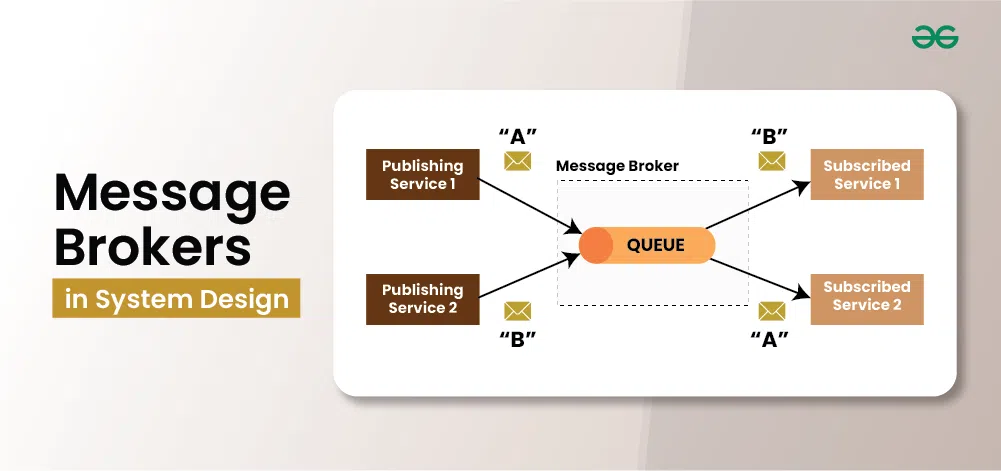 Message
Brokers
in System Design
“A”
Publishing
Service 1
Message Broker
“B”
Subscribed
Service 1
QUEUE
Publishing
Service 2
“B”
Subscribed
Service 2
“A”